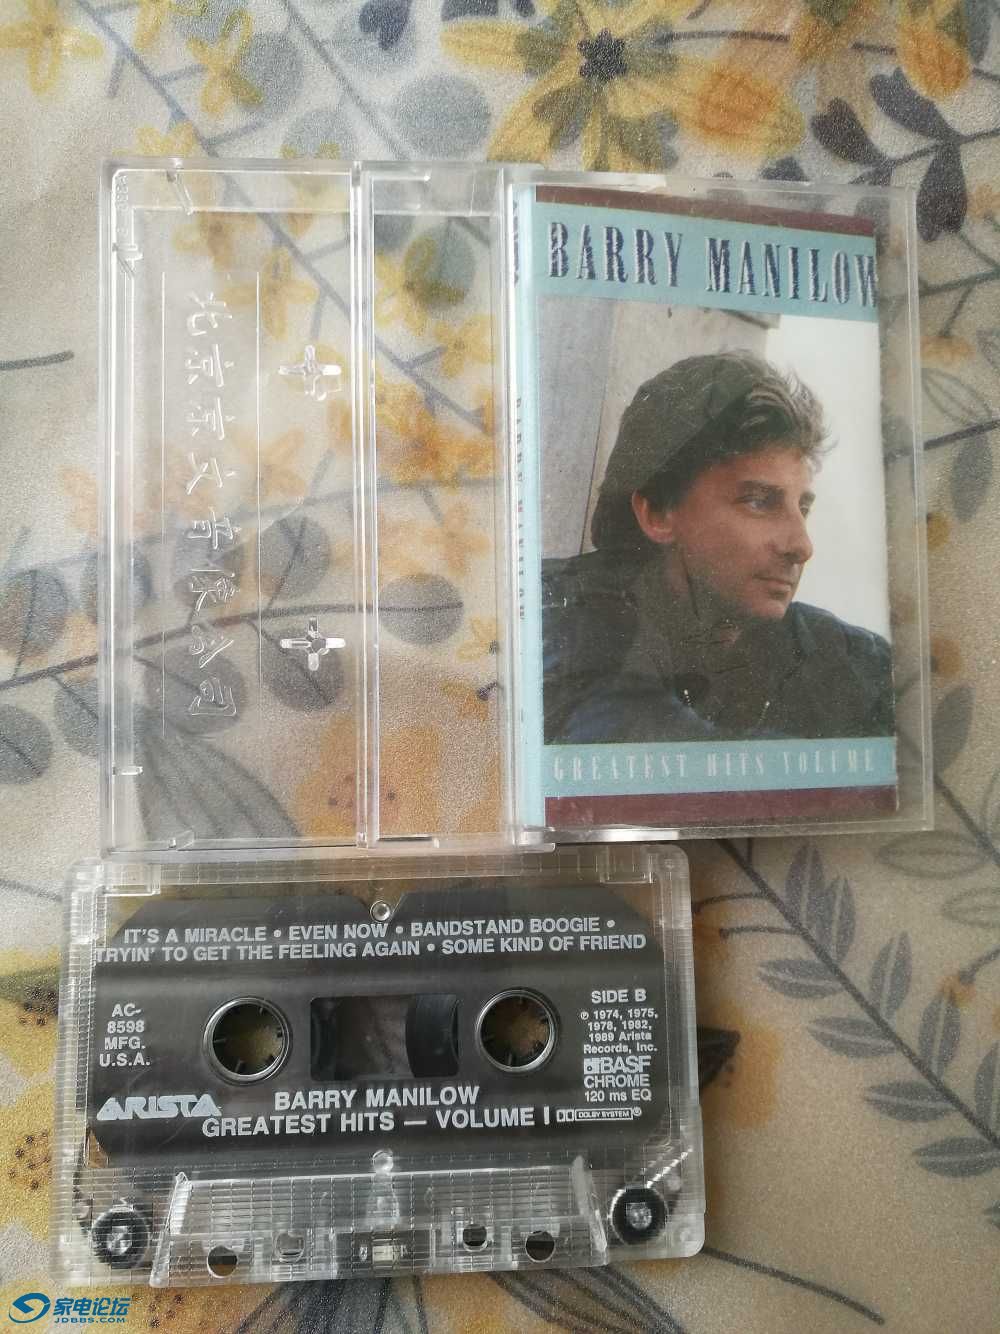 BARRY MANILOW
BARRY MANILOW
GREATEST HITS VOLUME
北京京文音像公司
IT'S A MIRACLE • EVEN NOW • BANDSTAND BOOGIE •
TRYIN' TO GET THE FEELING AGAIN • SOME KIND OF FRIEND
AC-
8598
MFG.
U.S.A.
SIDE B
℗ 1974, 1975,
1978, 1982,
1989 Arista
Records, Inc.
BASF
CHROME
120 ms EQ
ARISTA
BARRY MANILOW
GREATEST HITS — VOLUME I
DOLBY SYSTEM®
家电论坛
JDBBS.COM